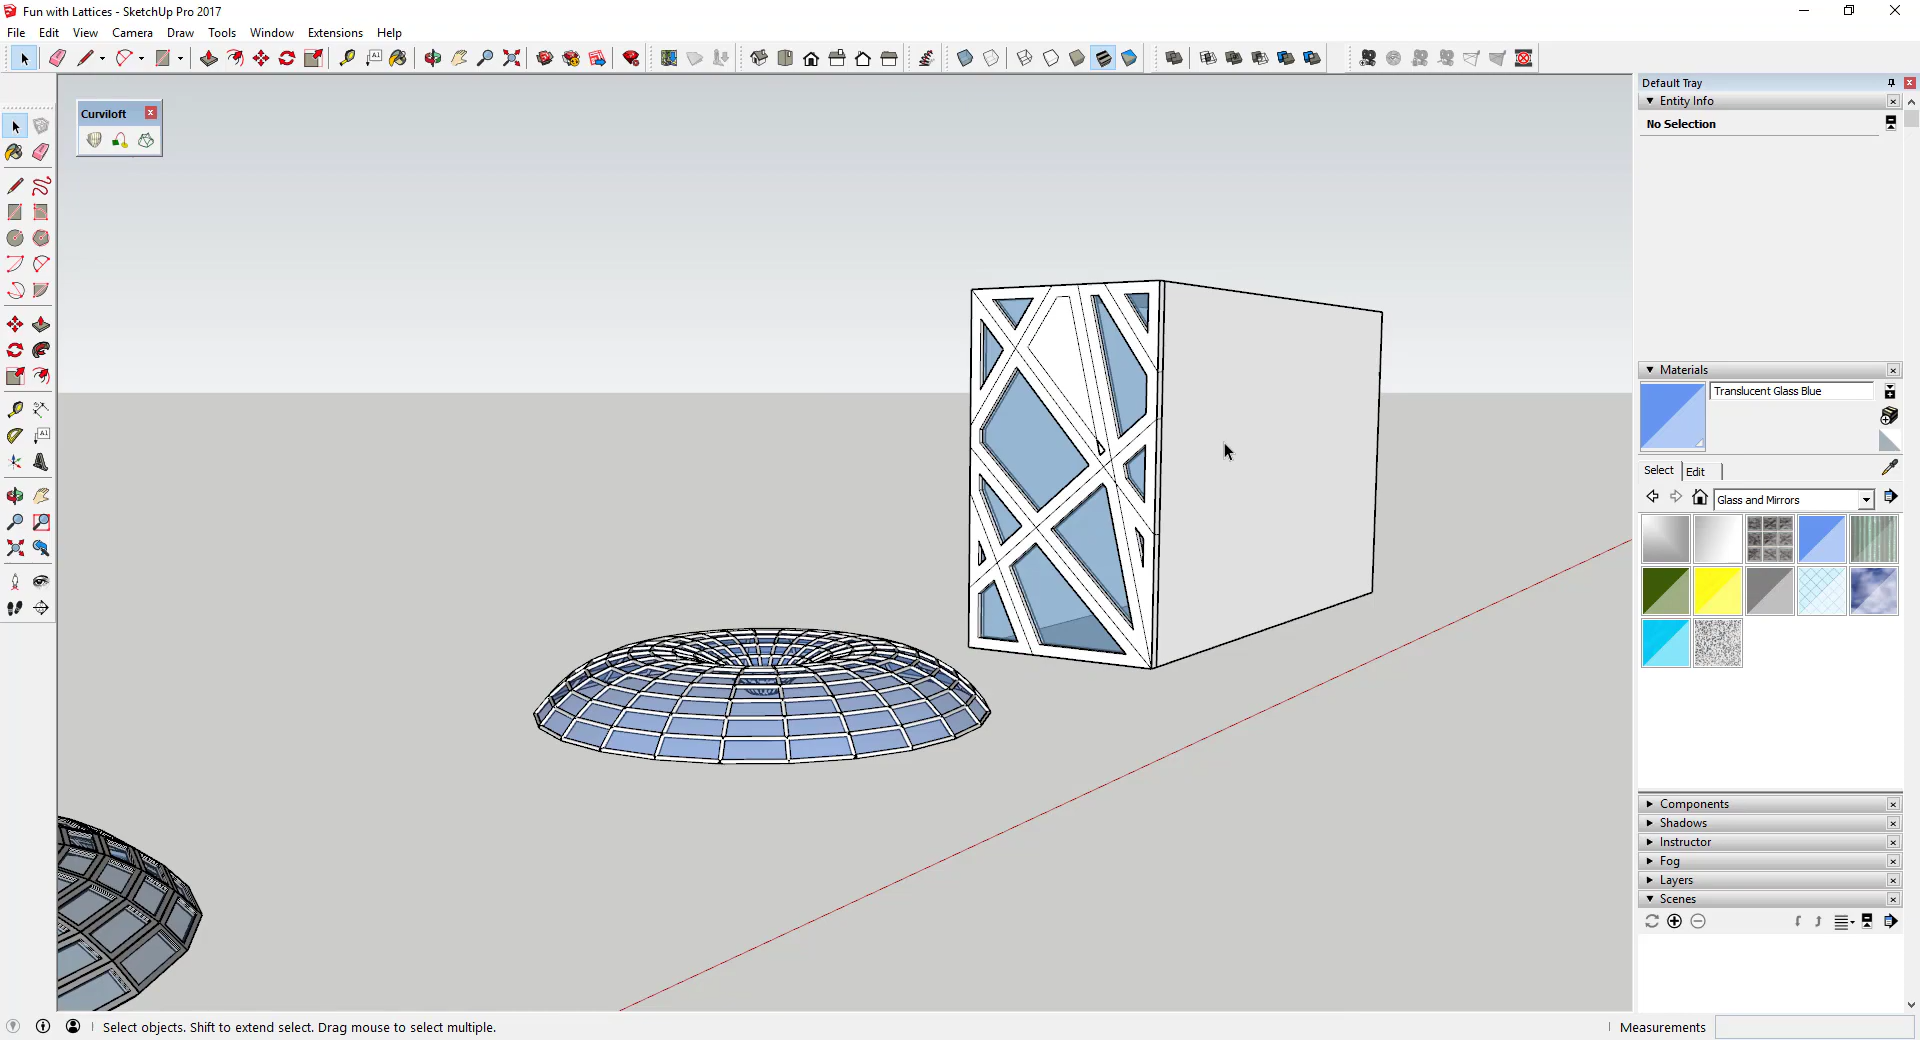 Fun with Lattices - SketchUp Pro 2017
File Edit View Camera Draw Tools Window Extensions Help
Default Tray
Entity Info
No Selection
Curviloft
A1
A1
Materials
Translucent Glass Blue
Select Edit
Glass and Mirrors
Components
Shadows
Instructor
Fog
Layers
Scenes
Select objects. Shift to extend select. Drag mouse to select multiple.
Measurements